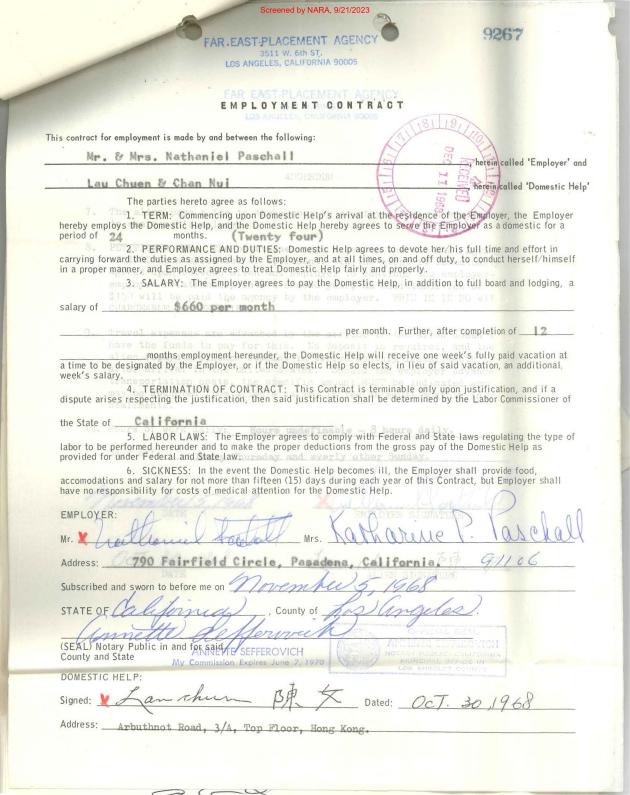 Screened by NARA, 9/21/2023
9267
FAR EAST PLACEMENT AGENCY
3511 W. 6th ST.
LOS ANGELES, CALIFORNIA 90005
FAR EAST PLACEMENT AGENCY
EMPLOYMENT CONTRACT
LOS ANGELES, CALIFORNIA 90005
This contract for employment is made by and between the following:
Mr. & Mrs. Nathaniel Paschall, herein called 'Employer' and
Lau Chuen & Chan Nui herein called 'Domestic Help'
RECEIVED
DEC 11 1968
The parties hereto agree as follows:
1. TERM: Commencing upon Domestic Help's arrival at the residence of the Employer, the Employer
hereby employs the Domestic Help, and the Domestic Help hereby agrees to serve the Employer as a domestic for a
period of 24 months. (Twenty four)
2. PERFORMANCE AND DUTIES: Domestic Help agrees to devote her/his full time and effort in
carrying forward the duties as assigned by the Employer, and at all times, on and off duty, to conduct herself/himself
in a proper manner, and Employer agrees to treat Domestic Help fairly and properly.
3. SALARY: The Employer agrees to pay the Domestic Help, in addition to full board and lodging, a
salary of $660 per month
per month. Further, after completion of 12
months employment hereunder, the Domestic Help will receive one week's fully paid vacation at
a time to be designated by the Employer, or if the Domestic Help so elects, in lieu of said vacation, an additional,
week's salary.
4. TERMINATION OF CONTRACT: This Contract is terminable only upon justification, and if a
dispute arises respecting the justification, then said justification shall be determined by the Labor Commissioner of
the State of California
5. LABOR LAWS: The Employer agrees to comply with Federal and State laws regulating the type of
labor to be performed hereunder and to make the proper deductions from the gross pay of the Domestic Help as
provided for under Federal and State law.
6. SICKNESS: In the event the Domestic Help becomes ill, the Employer shall provide food,
accomodations and salary for not more than fifteen (15) days during each year of this Contract, but Employer shall
have no responsibility for costs of medical attention for the Domestic Help.
EMPLOYER:
Mr. x Nathaniel Paschall Mrs. Katharine P. Paschall
Address: 790 Fairfield Circle, Pasadena, California. 91106
Subscribed and sworn to before me on November 5, 1968
STATE OF California, County of Los Angeles.
Annette Sefferovich
(SEAL) Notary Public in and for said
County and State
ANNETTE SEFFEROVICH
My Commission Expires June 7, 1970
OFFICIAL SEAL
ANNETTE SEFFEROVICH
NOTARY PUBLIC - CALIFORNIA
PRINCIPAL OFFICE IN
LOS ANGELES COUNTY
DOMESTIC HELP:
Signed: x Lau chuen 陳女 Dated: OCT. 30, 1968
Address: Arbuthnot Road, 3/A, Top Floor, Hong Kong.